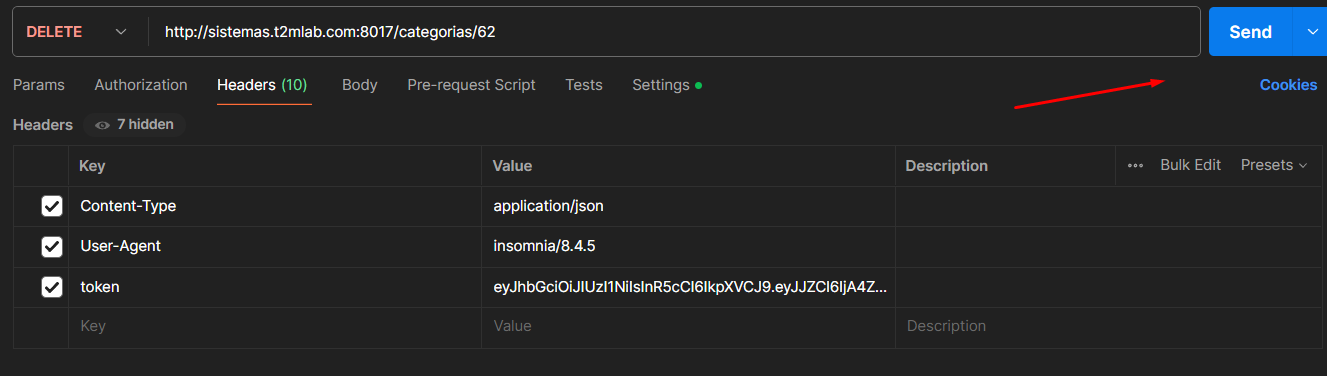 DELETE http://sistemas.t2mlab.com:8017/categorias/62 Send
Params Authorization Headers (10) Body Pre-request Script Tests Settings Cookies
Headers 7 hidden
Key Value Description ••• Bulk Edit Presets
Content-Type application/json
User-Agent insomnia/8.4.5
token eyJhbGciOiJIUzI1NiIsInR5cCI6IkpXVCJ9.eyJJZCI6IjA4Z...
Key Value Description